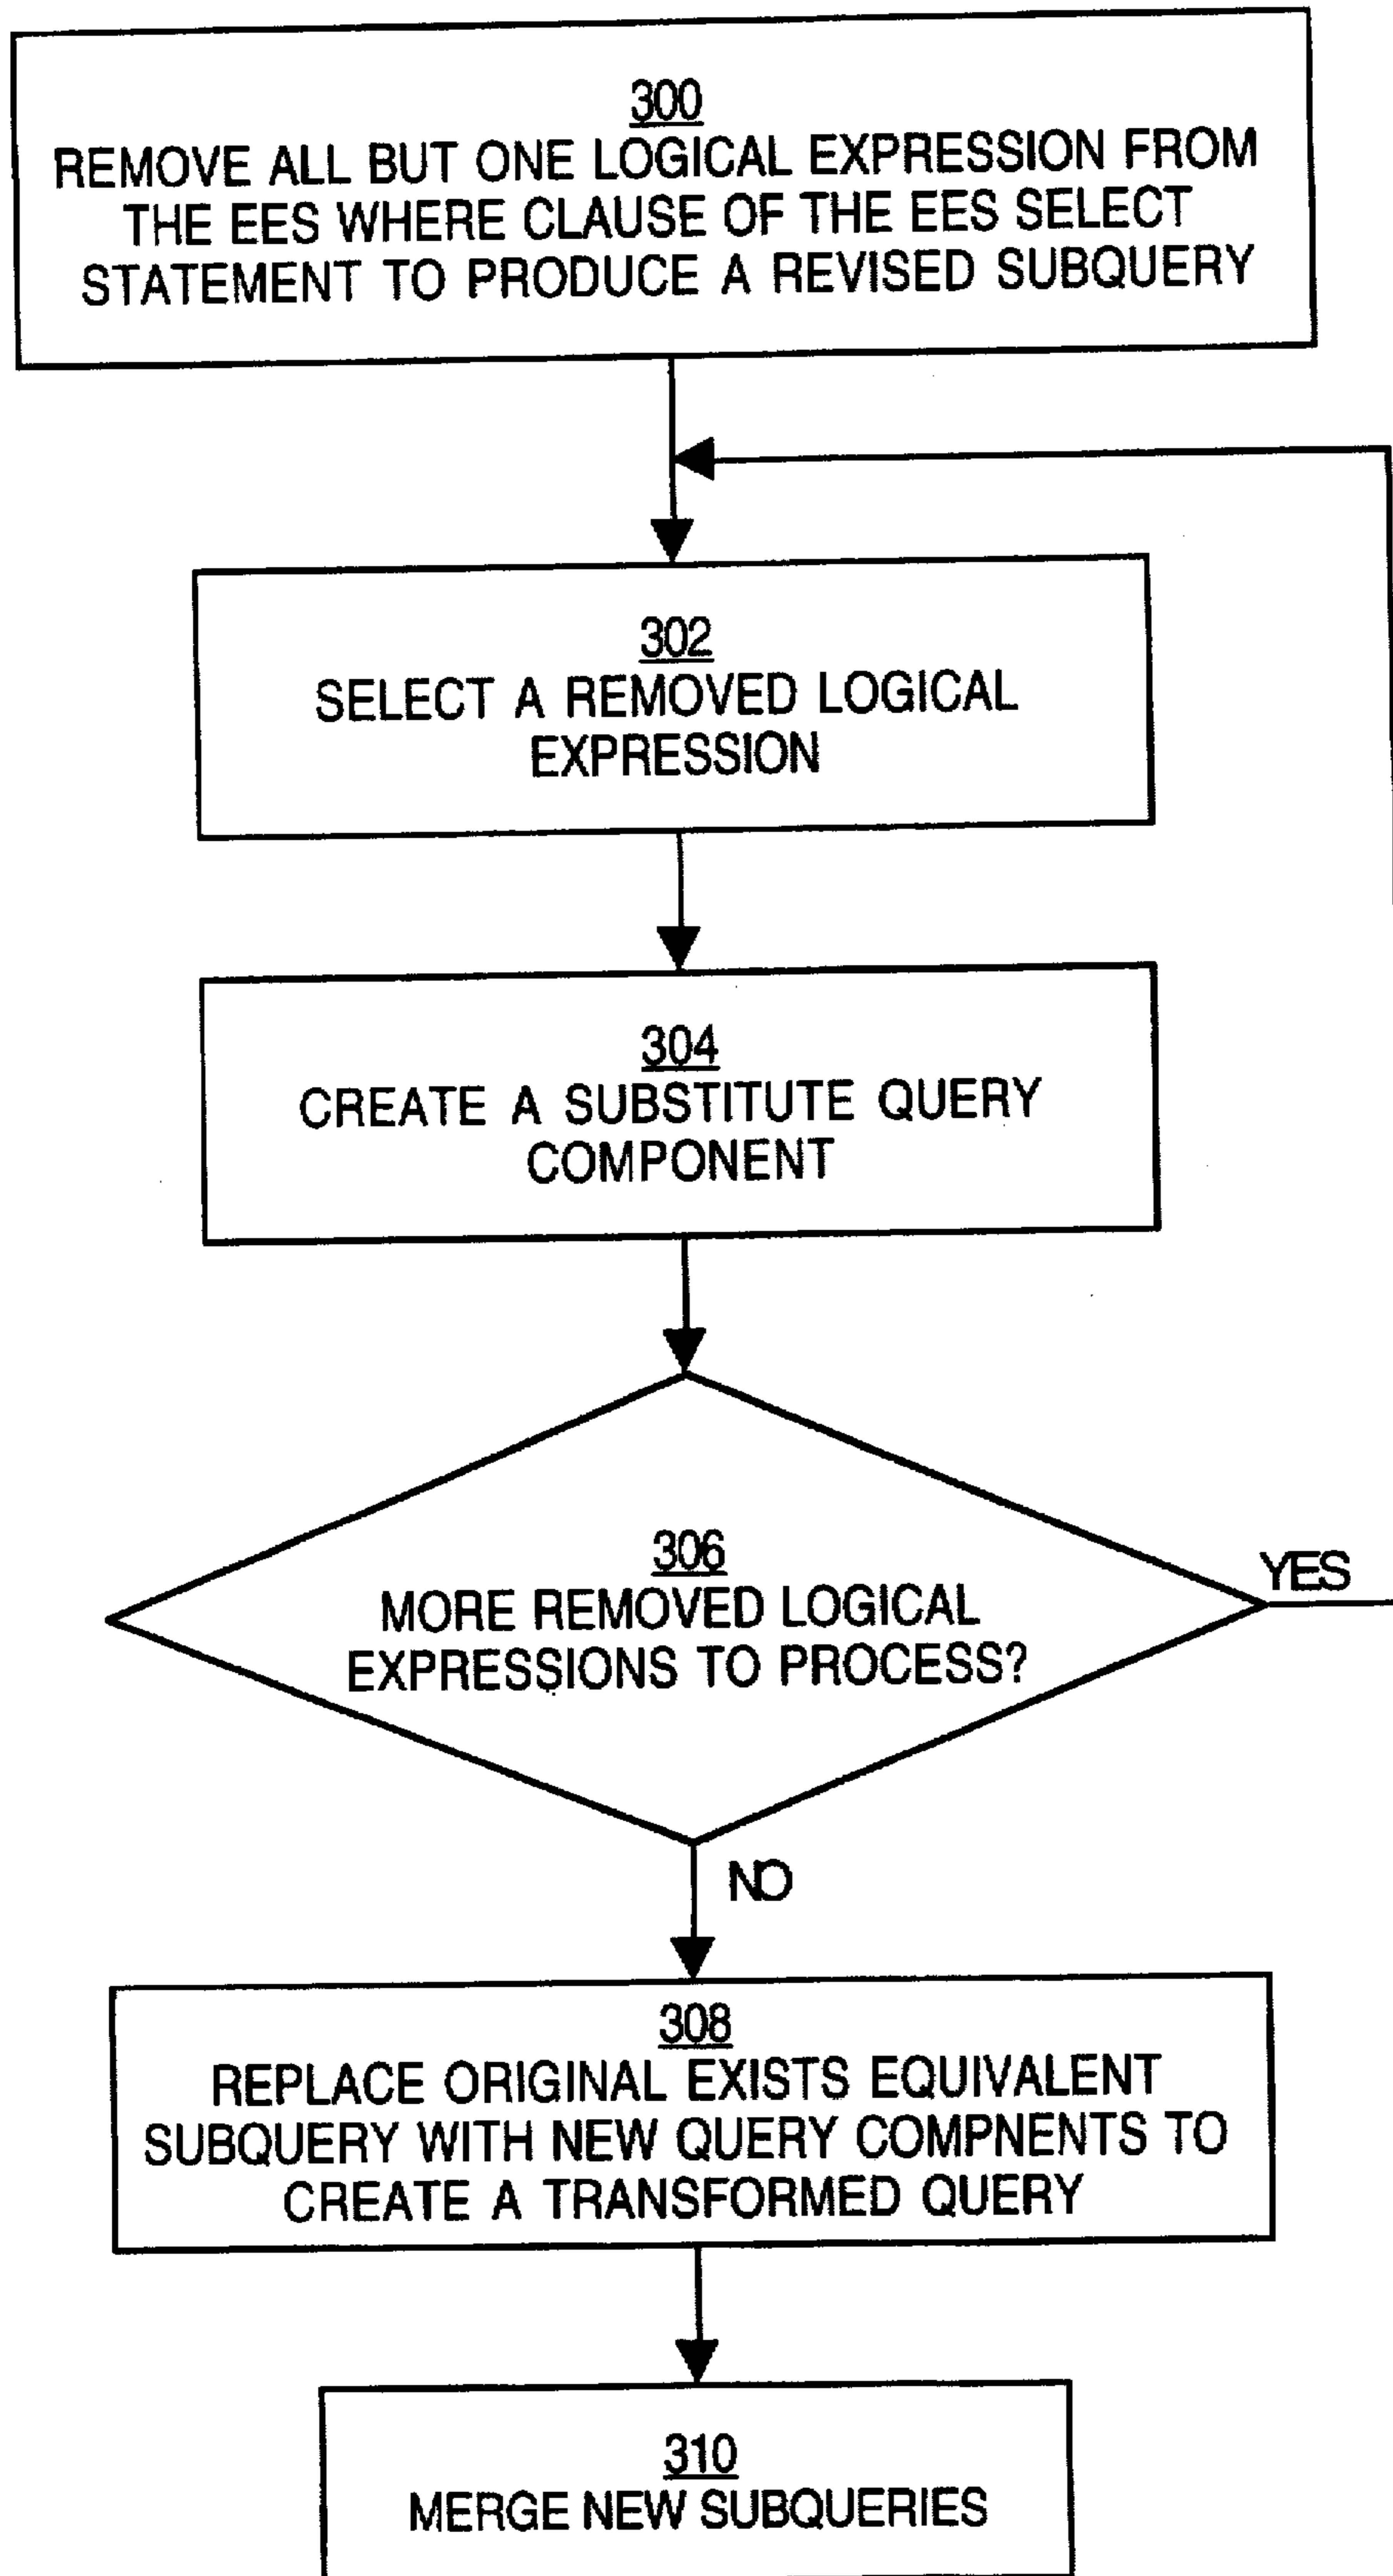 300
REMOVE ALL BUT ONE LOGICAL EXPRESSION FROM
THE EES WHERE CLAUSE OF THE EES SELECT
STATEMENT TO PRODUCE A REVISED SUBQUERY
302
SELECT A REMOVED LOGICAL
EXPRESSION
304
CREATE A SUBSTITUTE QUERY
COMPONENT
306
MORE REMOVED LOGICAL
EXPRESSIONS TO PROCESS?
YES
NO
308
REPLACE ORIGINAL EXISTS EQUIVALENT
SUBQUERY WITH NEW QUERY COMPNENTS TO
CREATE A TRANSFORMED QUERY
310
MERGE NEW SUBQUERIES